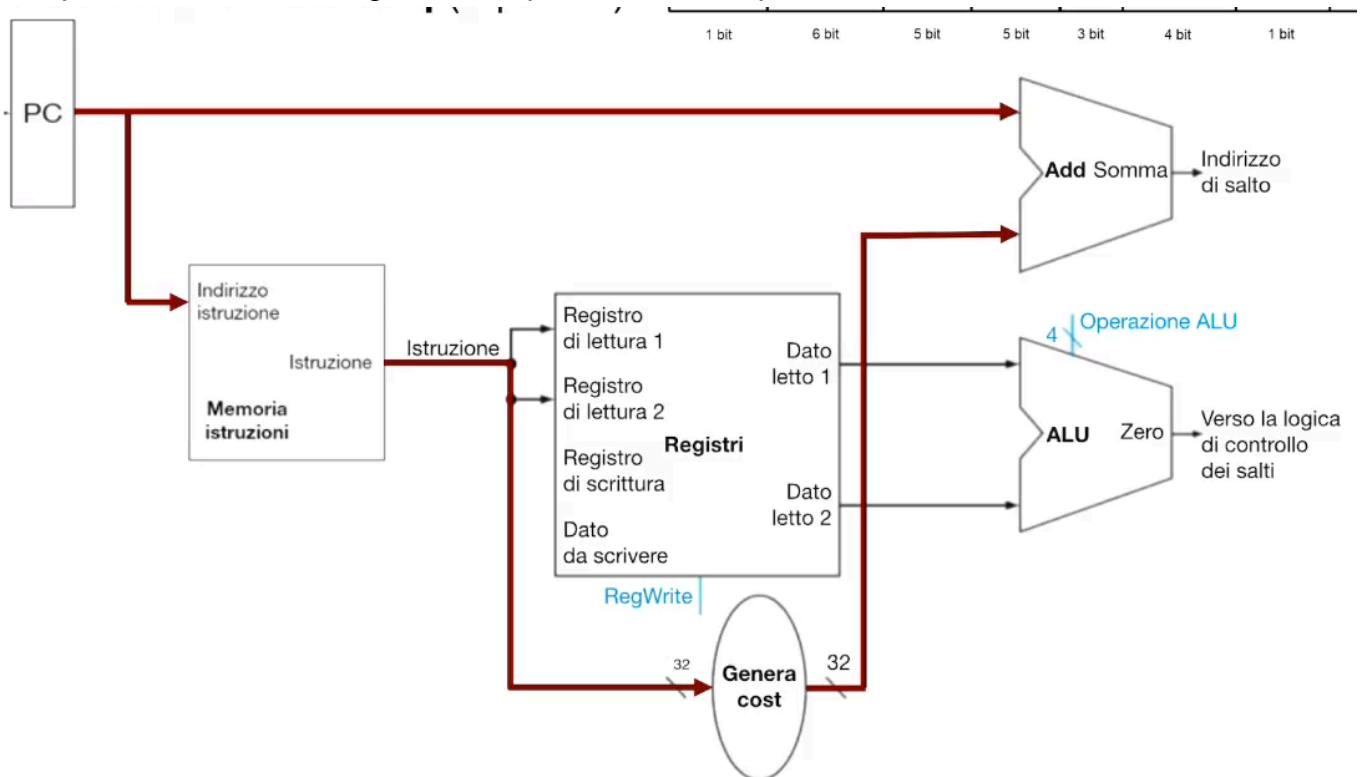 1 bit 6 bit 5 bit 5 bit 3 bit 4 bit 1 bit
PC
Add Somma
Indirizzo
di salto
Indirizzo
istruzione
Istruzione
Memoria
istruzioni
Istruzione
Registro
di lettura 1
Registro
di lettura 2
Registri
Registro
di scrittura
Dato
da scrivere
Dato
letto 1
Dato
letto 2
RegWrite
4
Operazione ALU
ALU
Zero
Verso la logica
di controllo
dei salti
32
Genera
cost
32